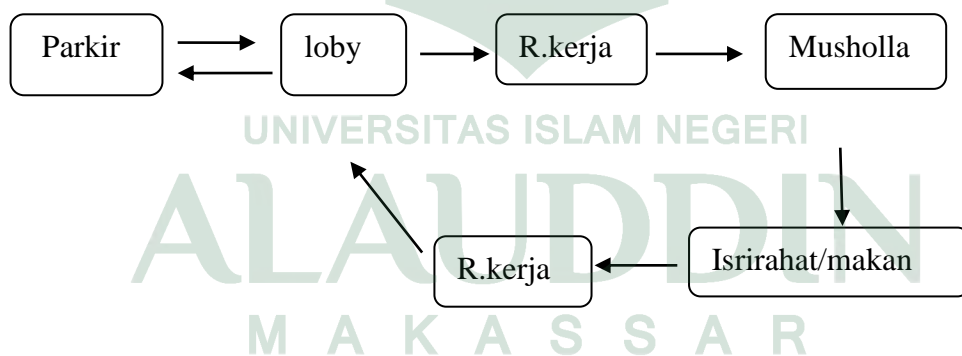 Parkir
loby
R.kerja
Musholla
UNIVERSITAS ISLAM NEGERI
ALAUDDIN
R.kerja
Isrirahat/makan
MAKASSAR